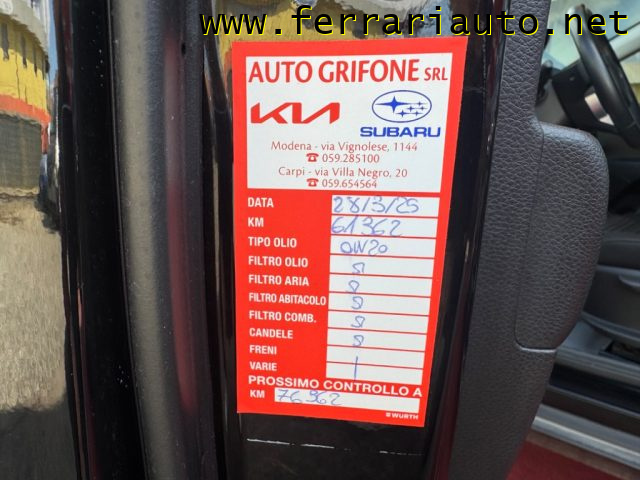 www.ferrariauto.net
AUTO GRIFONE SRL
KIA
SUBARU
Modena - via Vignolese, 1144
☎ 059.285100
Carpi - via Villa Negro, 20
☎ 059.654564
DATA 28/3/25
KM 61362
TIPO OLIO 0W20
FILTRO OLIO
FILTRO ARIA
FILTRO ABITACOLO
FILTRO COMB.
CANDELE
FRENI
VARIE
PROSSIMO CONTROLLO A
KM 76362
WÜRTH